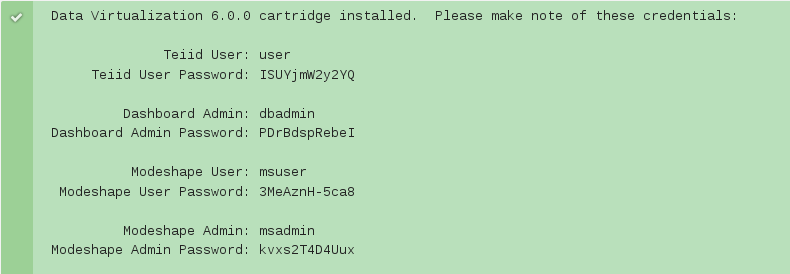 Data Virtualization 6.0.0 cartridge installed.  Please make note of these credentials:
Teiid User: user
Teiid User Password: ISUYjmW2y2YQ
Dashboard Admin: dbadmin
Dashboard Admin Password: PDrBdspRebeI
Modeshape User: msuser
Modeshape User Password: 3MeAznH-5ca8
Modeshape Admin: msadmin
Modeshape Admin Password: kvxs2T4D4Uux